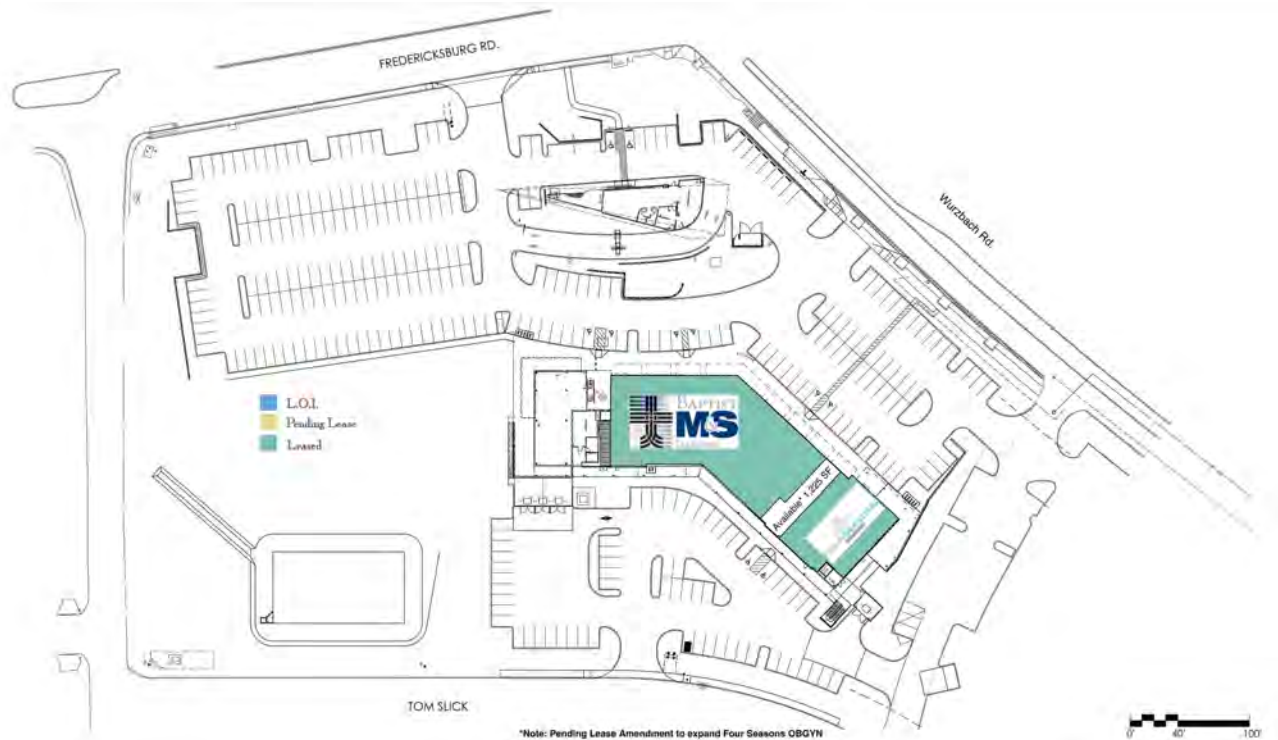 FREDERICKSBURG RD.
Wurzbach Rd.
L.O.I.
Pending Lease
Leased
BAPTIST
M&S
Available* 1,225 SF
TOM SLICK
*Note: Pending Lease Amendment to expand Four Seasons OBGYN
0' 40' 100'